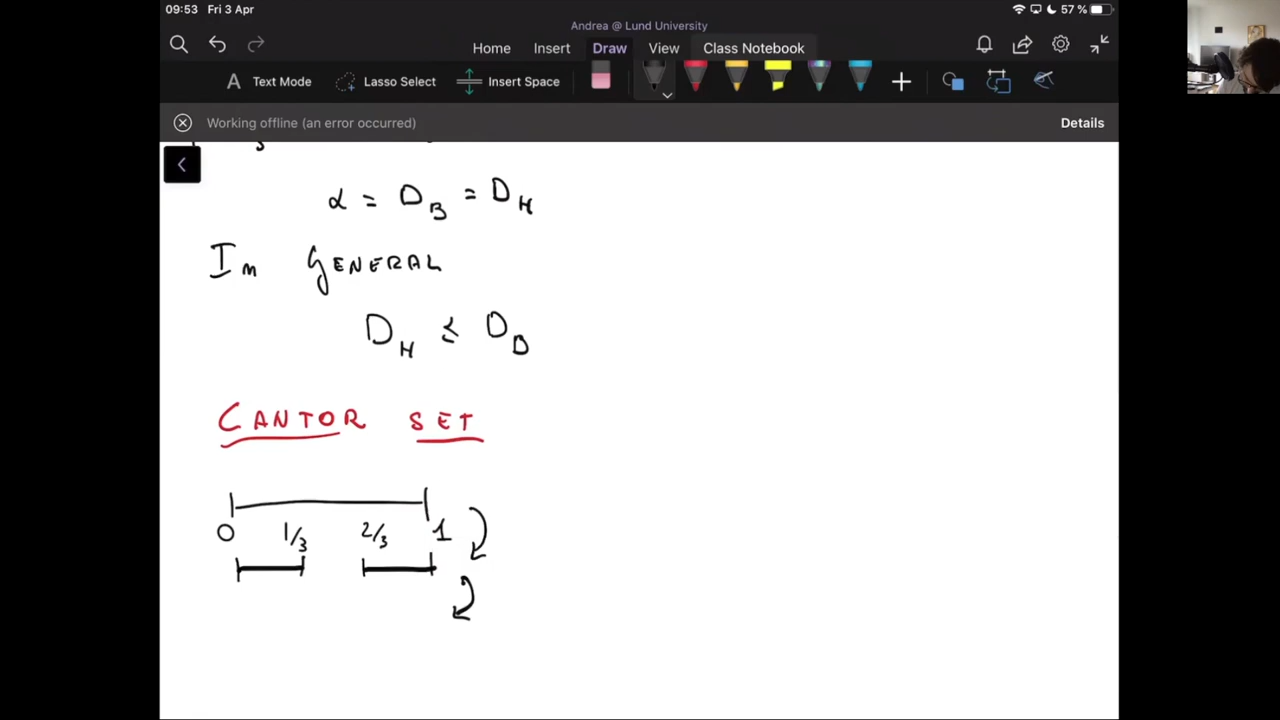 09:53 Fri 3 Apr
57 %
Andrea @ Lund University
Home Insert Draw View Class Notebook
A Text Mode Lasso Select Insert Space
Working offline (an error occurred) Details
α = D_B = D_H
In GENERAL
D_H ≤ D_B
CANTOR SET
0 1/3 2/3 1